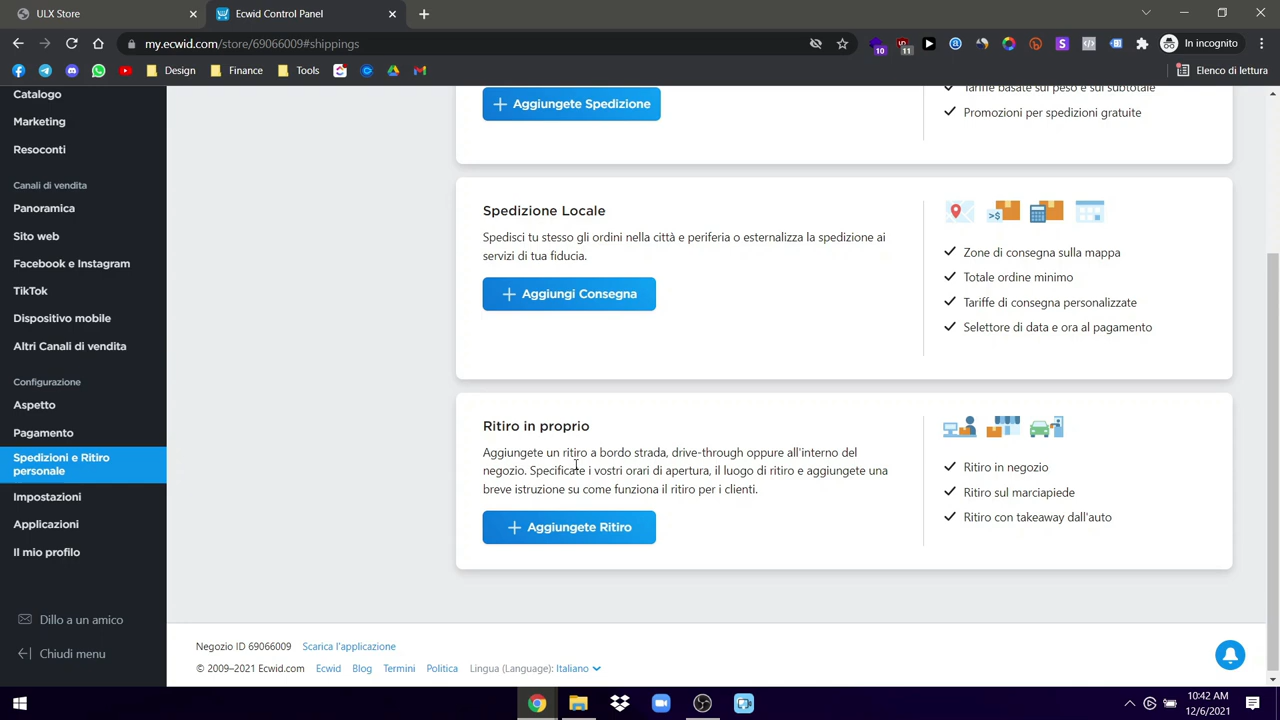 ULX Store
Ecwid Control Panel
my.ecwid.com/store/69066009#shippings
10
11
In incognito
Design
Finance
Tools
Elenco di lettura
Catalogo
Marketing
Resoconti
Canali di vendita
Panoramica
Sito web
Facebook e Instagram
TikTok
Dispositivo mobile
Altri Canali di vendita
Configurazione
Aspetto
Pagamento
Spedizioni e Ritiro
personale
Impostazioni
Applicazioni
Il mio profilo
Dillo a un amico
Chiudi menu
Aggiungete Spedizione
Tariffe basate sul peso e sul subtotale
Promozioni per spedizioni gratuite
Spedizione Locale
Spedisci tu stesso gli ordini nella città e periferia o esternalizza la spedizione ai
servizi di tua fiducia.
Aggiungi Consegna
Zone di consegna sulla mappa
Totale ordine minimo
Tariffe di consegna personalizzate
Selettore di data e ora al pagamento
Ritiro in proprio
Aggiungete un ritiro a bordo strada, drive-through oppure all'interno del
negozio. Specificate i vostri orari di apertura, il luogo di ritiro e aggiungete una
breve istruzione su come funziona il ritiro per i clienti.
Aggiungete Ritiro
Ritiro in negozio
Ritiro sul marciapiede
Ritiro con takeaway dall'auto
Negozio ID 69066009 Scarica l'applicazione
© 2009–2021 Ecwid.com Ecwid Blog Termini Politica Lingua (Language): Italiano
10:42 AM
12/6/2021